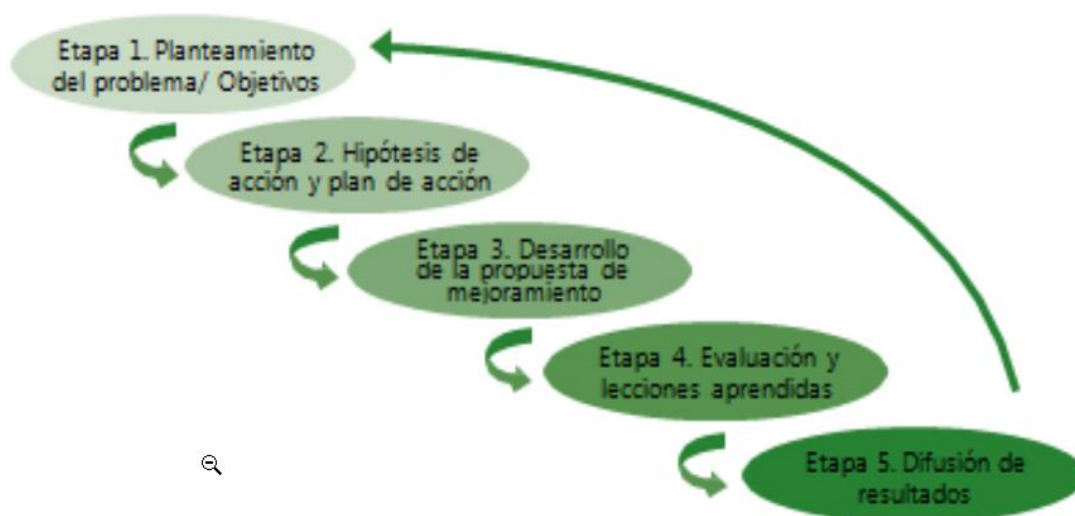 Etapa 1. Planteamiento
del problema/ Objetivos
Etapa 2. Hipótesis de
acción y plan de acción
Etapa 3. Desarrollo
de la propuesta de
mejoramiento
Etapa 4. Evaluación y
lecciones aprendidas
Etapa 5. Difusión de
resultados